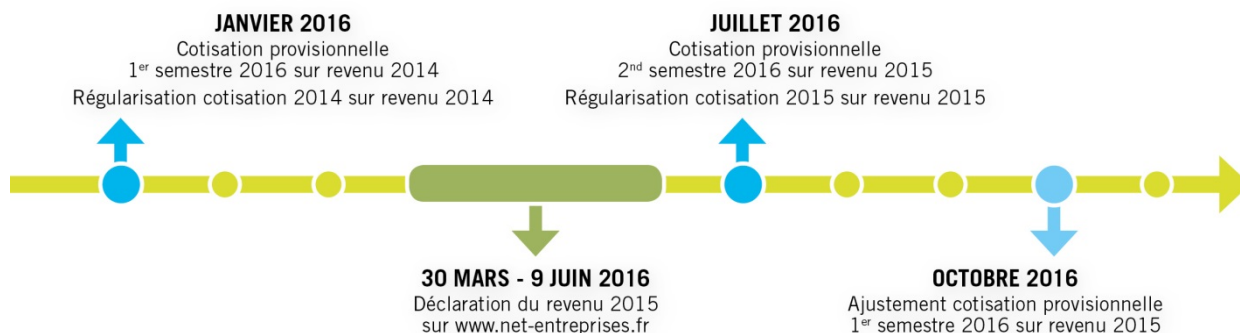 JANVIER 2016
Cotisation provisionnelle
1er semestre 2016 sur revenu 2014
Régularisation cotisation 2014 sur revenu 2014
JUILLET 2016
Cotisation provisionnelle
2nd semestre 2016 sur revenu 2015
Régularisation cotisation 2015 sur revenu 2015
30 MARS - 9 JUIN 2016
Déclaration du revenu 2015
sur www.net-entreprises.fr
OCTOBRE 2016
Ajustement cotisation provisionnelle
1er semestre 2016 sur revenu 2015